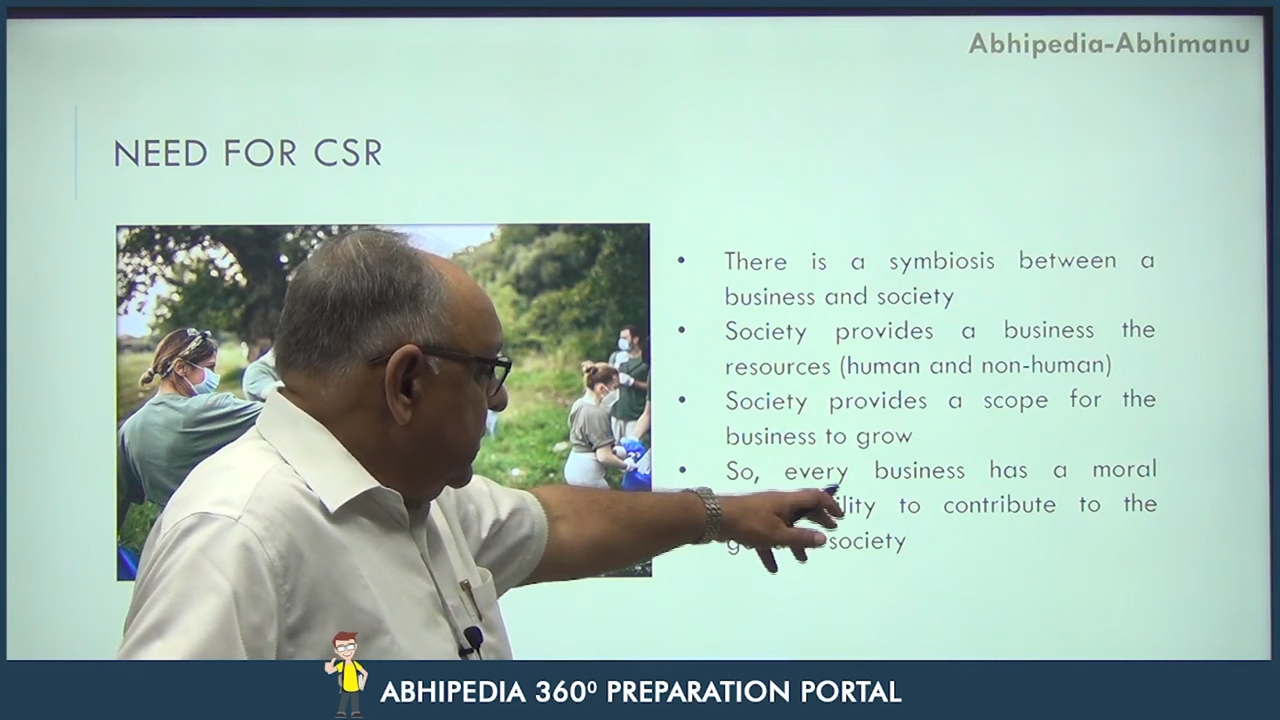 Abhipedia-Abhimanu
NEED FOR CSR
• There is a symbiosis between a
business and society
• Society provides a business the
resources (human and non-human)
• Society provides a scope for the
business to grow
• So, every business has a moral
to contribute to the
society
ABHIPEDIA 360⁰ PREPARATION PORTAL